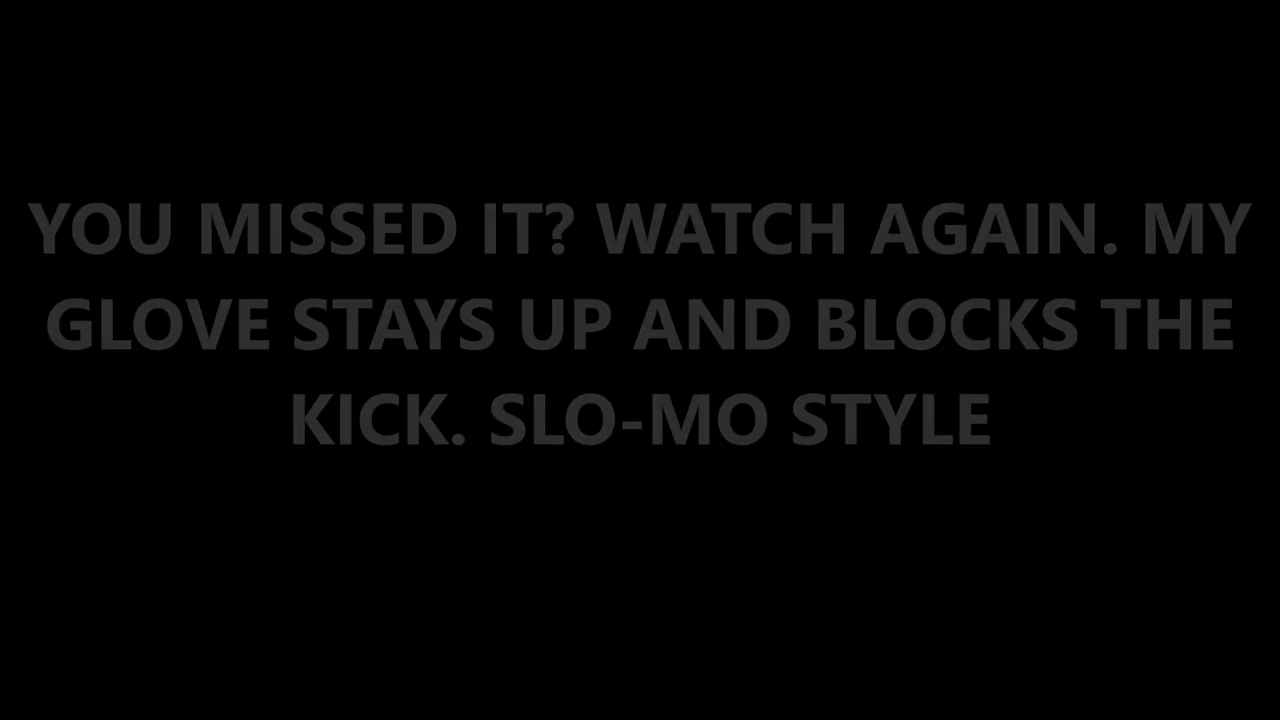 YOU MISSED IT? WATCH AGAIN. MY
GLOVE STAYS UP AND BLOCKS THE
KICK. SLO-MO STYLE